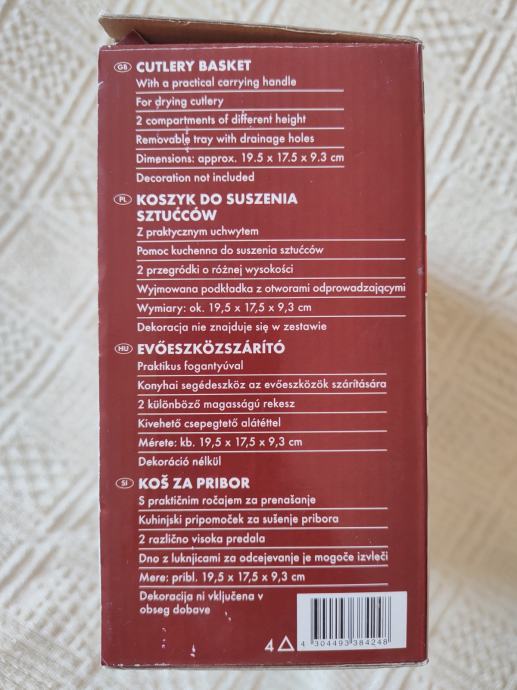 GB CUTLERY BASKET
With a practical carrying handle
For drying cutlery
2 compartments of different height
Removable tray with drainage holes
Dimensions: approx. 19.5 x 17.5 x 9.3 cm
Decoration not included
PL KOSZYK DO SUSZENIA
SZTUĆCÓW
Z praktycznym uchwytem
Pomoc kuchenna do suszenia sztućców
2 przegródki o różnej wysokości
Wyjmowana podkładka z otworami odprowadzającymi
Wymiary: ok. 19,5 x 17,5 x 9,3 cm
Dekoracja nie znajduje się w zestawie
HU EVŐESZKÖZSZÁRÍTÓ
Praktikus fogantyúval
Konyhai segédeszköz az evőeszközök szárítására
2 különböző magasságú rekesz
Kivehető csepegtető alátéttel
Mérete: kb. 19,5 x 17,5 x 9,3 cm
Dekoráció nélkül
SI KOŠ ZA PRIBOR
S praktičnim ročajem za prenašanje
Kuhinjski pripomoček za sušenje pribora
2 različno visoka predala
Dno z luknjicami za odcejevanje je mogoče izvleči
Mere: pribl. 19,5 x 17,5 x 9,3 cm
Dekoracija ni vključena v
obseg dobave
4
4 304493 384248